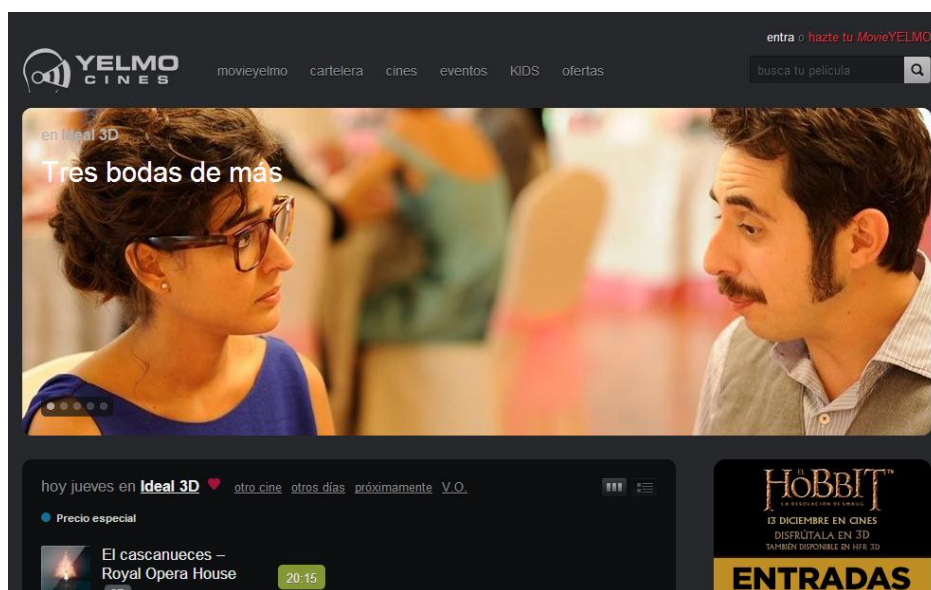 entra o hazte tu MovieYELMO
YELMO
CINES
movieyelmo cartelera cines eventos KIDS ofertas
busca tu película
en Ideal 3D
Tres bodas de más
hoy jueves en Ideal 3D otro cine otros días próximamente V.O.
Precio especial
El cascanueces –
Royal Opera House
20:15
EL
HOBBIT™
LA DESOLACIÓN DE SMAUG
13 DICIEMBRE EN CINES
DISFRÚTALA EN 3D
TAMBIÉN DISPONIBLE EN HFR 3D
ENTRADAS